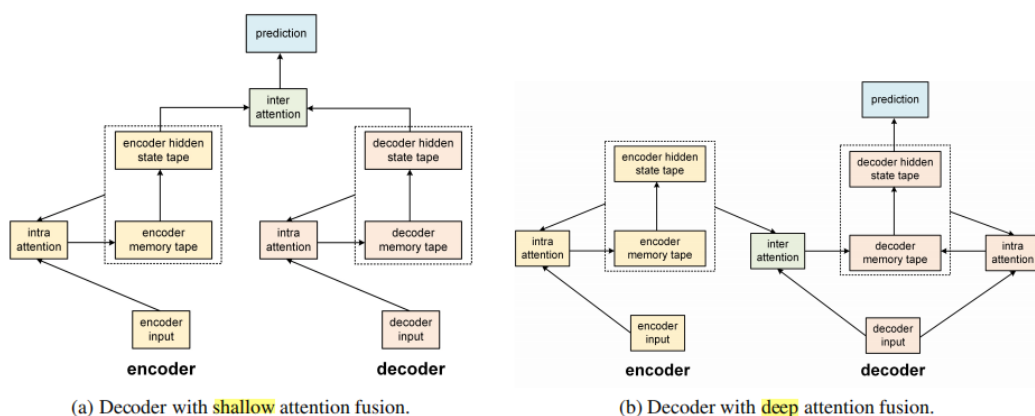 prediction
inter
attention
encoder hidden
state tape
decoder hidden
state tape
intra
attention
encoder
memory tape
intra
attention
decoder
memory tape
encoder
input
decoder
input
encoder
decoder
(a) Decoder with shallow attention fusion.
prediction
encoder hidden
state tape
decoder hidden
state tape
intra
attention
encoder
memory tape
inter
attention
decoder
memory tape
intra
attention
encoder
input
decoder
input
encoder
decoder
(b) Decoder with deep attention fusion.